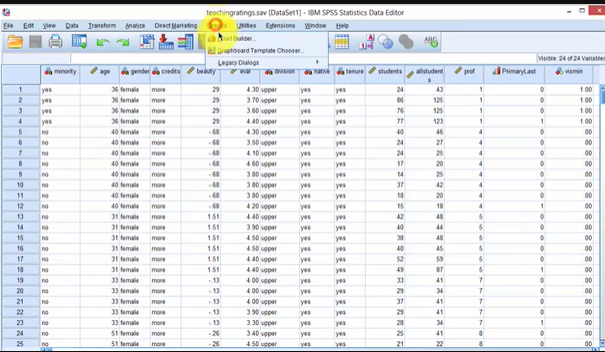 teachingratings.sav [DataSet1] - IBM SPSS Statistics Data Editor
File Edit View Data Transform Analyze Direct Marketing Utilities Extensions Window Help
Chart Builder...
Graphboard Template Chooser...
Legacy Dialogs
Visible: 24 of 24 Variables
minority age gender credits beauty eval division native tenure students allstudents prof PrimaryLast vismin
1 yes 36 female more .29 4.30 upper yes yes 24 43 1 0 1.00
2 yes 36 female more .29 3.70 upper yes yes 86 125 1 0 1.00
3 yes 36 female more .29 3.60 upper yes yes 76 125 1 0 1.00
4 yes 36 female more .29 4.40 upper yes yes 77 123 1 1 1.00
5 no 40 female more -.68 4.30 upper yes yes 40 46 4 0 .00
6 no 40 female more -.68 3.50 upper yes yes 24 27 4 0 .00
7 no 40 female more -.68 4.10 upper yes yes 24 25 4 0 .00
8 no 40 female more -.68 4.60 upper yes yes 17 20 4 0 .00
9 no 40 female more -.68 3.80 upper yes yes 14 25 4 0 .00
10 no 40 female more -.68 3.80 upper yes yes 37 42 4 0 .00
11 no 40 female more -.68 3.80 upper yes yes 18 20 4 0 .00
12 no 40 female more -.68 4.20 upper yes yes 15 18 4 1 .00
13 no 31 female more 1.51 4.40 upper yes yes 42 48 5 0 .00
14 no 31 female more 1.51 3.90 upper yes yes 40 44 5 0 .00
15 no 31 female more 1.51 4.50 upper yes yes 38 48 5 0 .00
16 no 31 female more 1.51 4.50 upper yes yes 40 45 5 0 .00
17 no 31 female more 1.51 4.40 upper yes yes 52 59 5 0 .00
18 no 31 female more 1.51 4.40 upper yes yes 49 87 5 1 .00
19 no 33 female more -.13 4.00 upper yes yes 33 41 7 0 .00
20 no 33 female more -.13 3.70 upper yes yes 29 34 7 0 .00
21 no 33 female more -.13 4.00 upper yes yes 37 41 7 0 .00
22 no 33 female more -.13 3.90 upper yes yes 29 41 7 0 .00
23 no 33 female more -.13 3.30 upper yes yes 28 34 7 1 .00
24 no 51 female more -.26 3.40 upper yes yes 25 41 8 0 .00
25 no 51 female more -.26 4.50 upper yes yes 21 22 8 0 .00